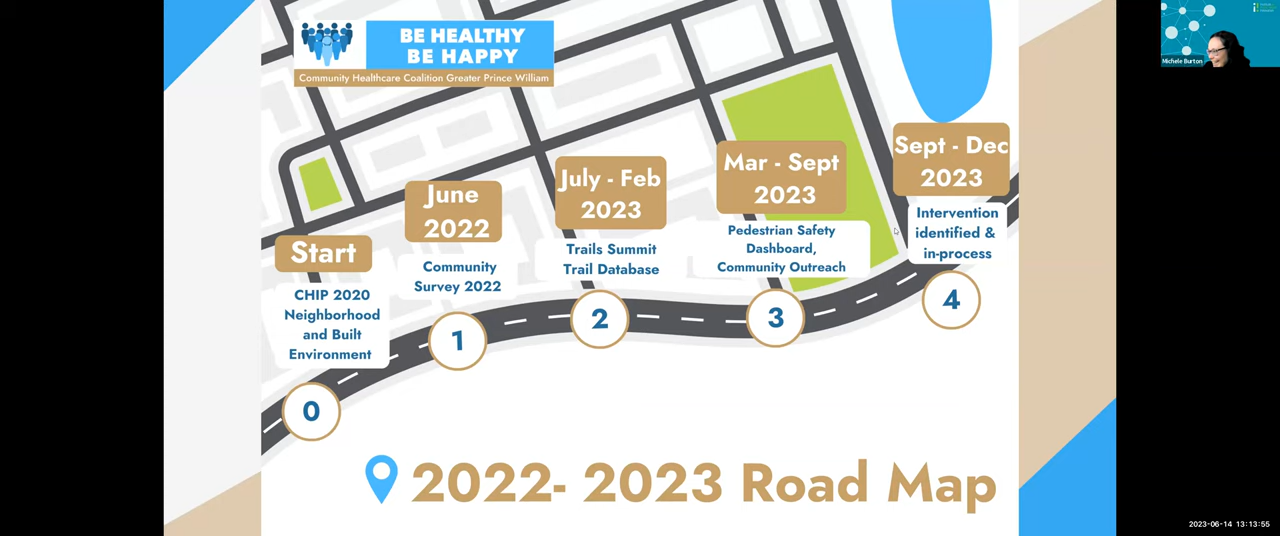 BE HEALTHY
BE HAPPY
Community Healthcare Coalition Greater Prince William
Michele Burton
Start
CHIP 2020
Neighborhood
and Built
Environment
0
June
2022
Community
Survey 2022
1
July - Feb
2023
Trails Summit
Trail Database
2
Mar - Sept
2023
Pedestrian Safety
Dashboard,
Community Outreach
3
Sept - Dec
2023
Intervention
identified &
in-process
4
2022- 2023 Road Map
2023-06-14 13:13:55